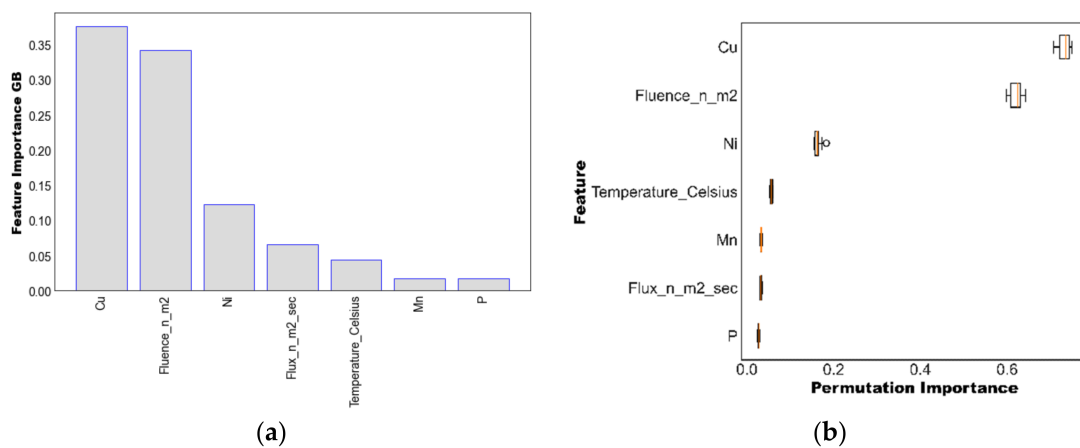 Feature Importance GB
0.35
0.30
0.25
0.20
0.15
0.10
0.05
0.00
Cu
Fluence_n_m2
Ni
Flux_n_m2_sec
Temperature_Celsius
Mn
P
(a)
Feature
Cu
Fluence_n_m2
Ni
Temperature_Celsius
Mn
Flux_n_m2_sec
P
0.0 0.2 0.4 0.6
Permutation Importance
(b)